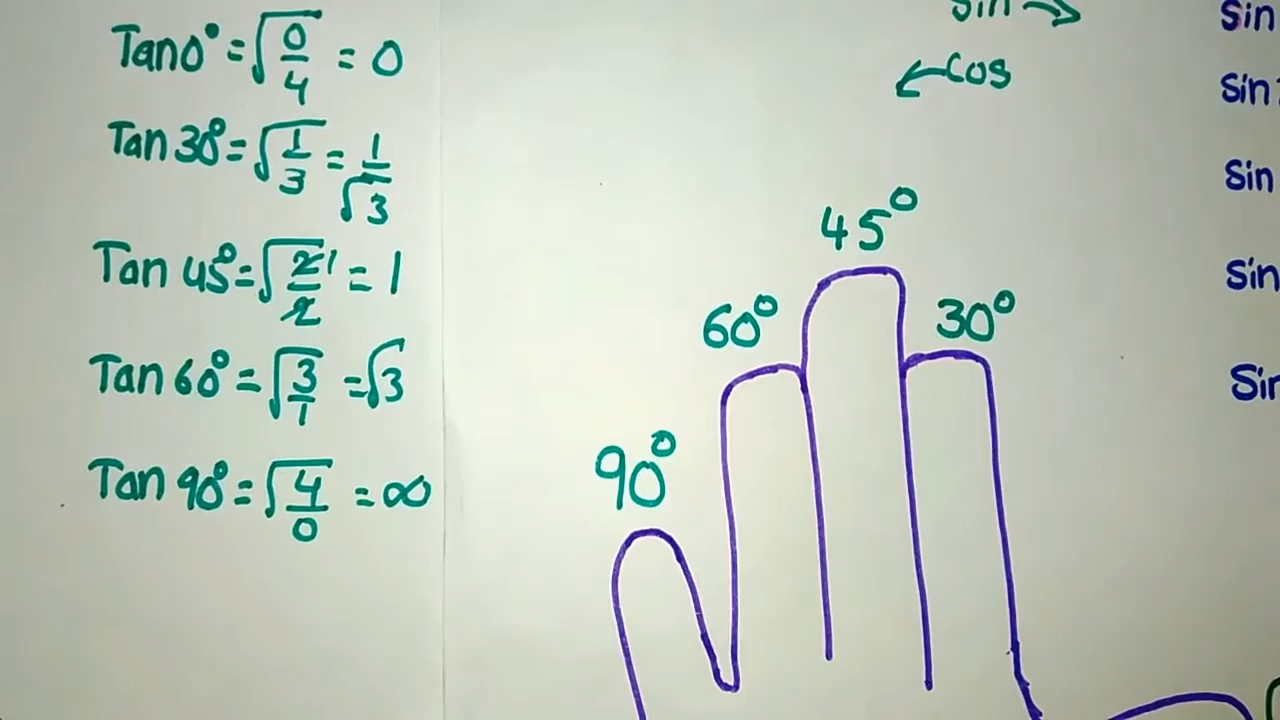 Tan0° = √0/4 = 0
Tan 30° = √1/3 = 1/√3
Tan 45° = √2/2 1 = 1
Tan 60° = √3/1 = √3
Tan 90° = √4/0 = ∞
Sin →
← Cos
45°
60°
30°
90°
Sin
Sin
Sin
Sin
Sin